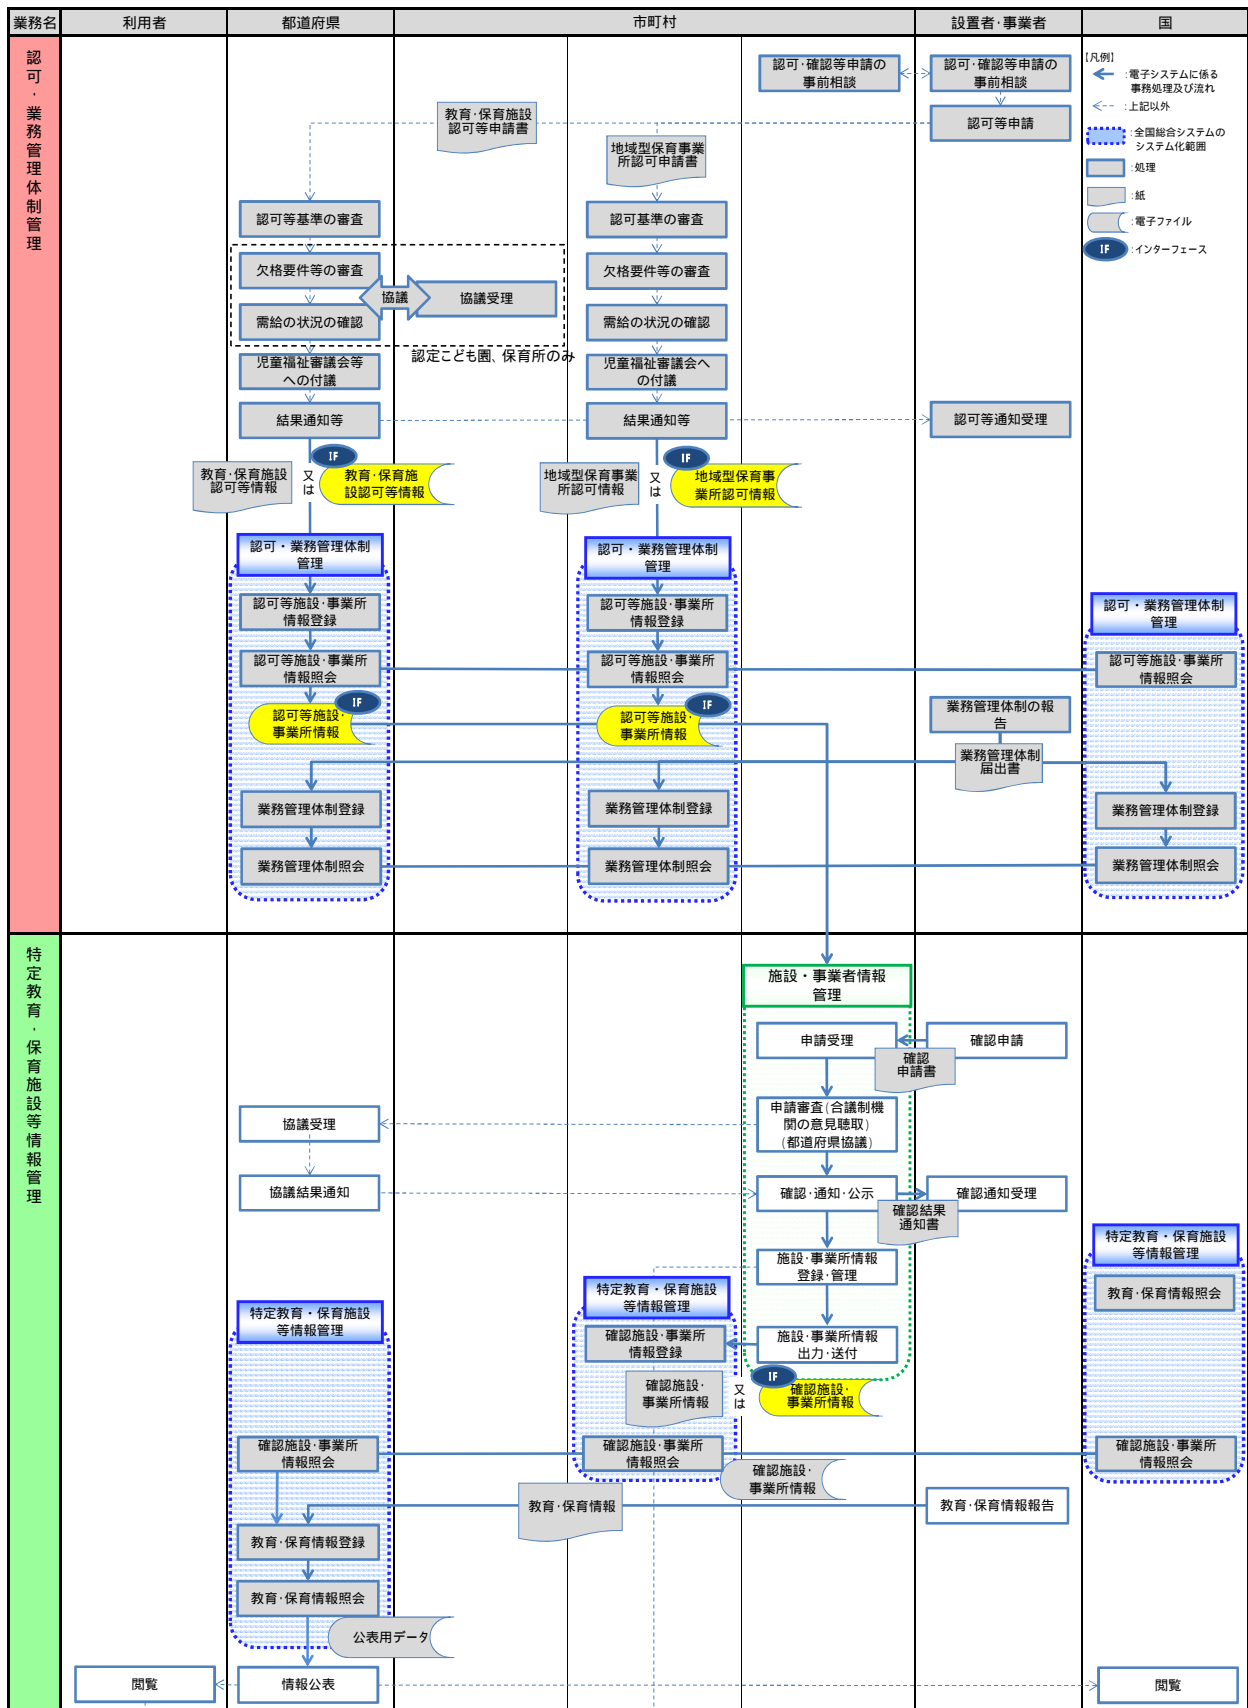 業務名
利用者
都道府県
市町村
設置者・事業者
国
認可・業務管理体制管理
認可・確認等申請の
事前相談
認可・確認等申請の
事前相談
【凡例】
：電子システムに係る
事務処理及び流れ
：上記以外
：全国総合システムの
システム化範囲
：処理
：紙
：電子ファイル
IF
：インターフェース
教育・保育施設
認可等申請書
認可等申請
地域型保育事業
所認可申請書
認可等基準の審査
認可基準の審査
欠格要件等の審査
協議
協議受理
欠格要件等の審査
需給の状況の確認
需給の状況の確認
認定こども園、保育所のみ
児童福祉審議会等
への付議
児童福祉審議会へ
の付議
結果通知等
結果通知等
認可等通知受理
教育・保育施設
認可等情報
又は
IF
教育・保育施
設認可等情報
地域型保育事業
所認可情報
又は
IF
地域型保育事
業所認可情報
認可・業務管理体制
管理
認可・業務管理体制
管理
認可等施設・事業所
情報登録
認可等施設・事業所
情報登録
認可・業務管理体制
管理
認可等施設・事業所
情報照会
認可等施設・事業所
情報照会
認可等施設・事業所
情報照会
IF
認可等施設・
事業所情報
IF
認可等施設・
事業所情報
業務管理体制の報
告
業務管理体制
届出書
業務管理体制登録
業務管理体制登録
業務管理体制登録
業務管理体制照会
業務管理体制照会
業務管理体制照会
特定教育・保育施設等情報管理
施設・事業者情報
管理
申請受理
確認申請
確認
申請書
協議受理
申請審査（合議制機
関の意見聴取）
（都道府県協議）
協議結果通知
確認・通知・公示
確認通知受理
確認結果
通知書
特定教育・保育施設
等情報管理
施設・事業所情報
登録・管理
教育・保育情報照会
特定教育・保育施設
等情報管理
特定教育・保育施設
等情報管理
確認施設・事業所
情報登録
施設・事業所情報
出力・送付
確認施設・
事業所情報
又は
IF
確認施設・
事業所情報
確認施設・事業所
情報照会
確認施設・事業所
情報照会
確認施設・事業所
情報照会
確認施設・
事業所情報
教育・保育情報
教育・保育情報報告
教育・保育情報登録
教育・保育情報照会
公表用データ
閲覧
情報公表
閲覧